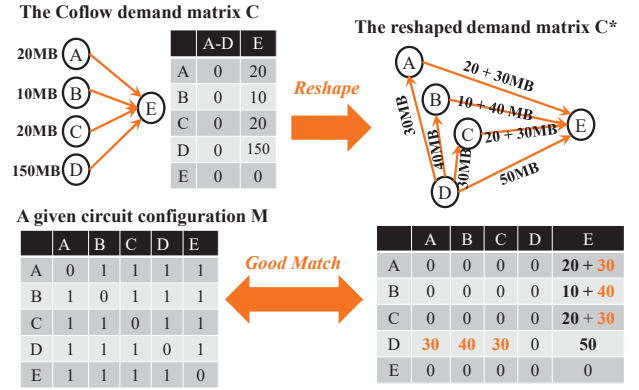 The Coflow demand matrix C
20MB A
10MB B
20MB C
150MB D
E
A-D E
A 0 20
B 0 10
C 0 20
D 0 150
E 0 0
Reshape
The reshaped demand matrix C*
A
20 + 30MB
B
10 + 40 MB
C
20 + 30MB
E
30MB
40MB
30MB
50MB
D
A given circuit configuration M
A B C D E
A 0 1 1 1 1
B 1 0 1 1 1
C 1 1 0 1 1
D 1 1 1 0 1
E 1 1 1 1 0
Good Match
A B C D E
A 0 0 0 0 20 + 30
B 0 0 0 0 10 + 40
C 0 0 0 0 20 + 30
D 30 40 30 0 50
E 0 0 0 0 0